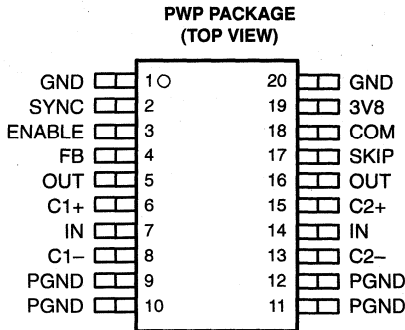 PWP PACKAGE
(TOP VIEW)
GND 1 20 GND
SYNC 2 19 3V8
ENABLE 3 18 COM
FB 4 17 SKIP
OUT 5 16 OUT
C1+ 6 15 C2+
IN 7 14 IN
C1– 8 13 C2–
PGND 9 12 PGND
PGND 10 11 PGND